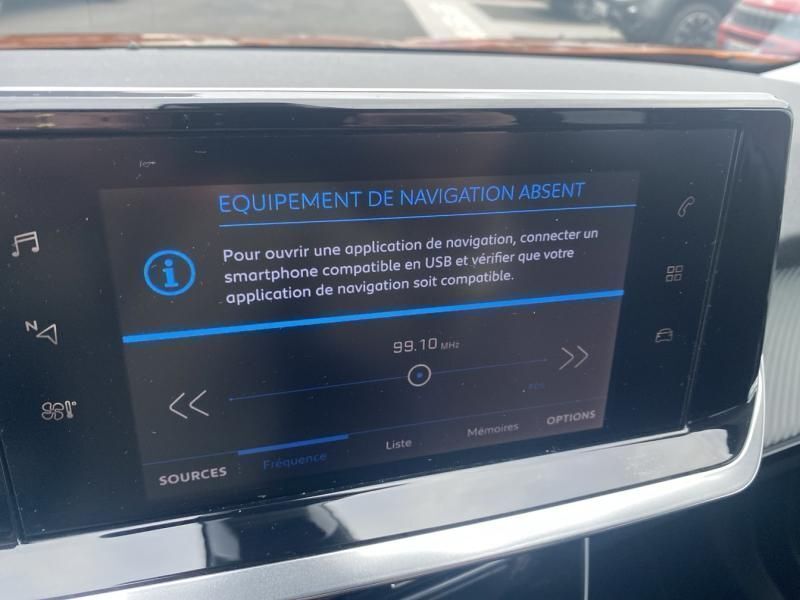 EQUIPEMENT DE NAVIGATION ABSENT
Pour ouvrir une application de navigation, connecter un
smartphone compatible en USB et vérifier que votre
application de navigation soit compatible.
N
99.10 MHz
RDS
SOURCES
Fréquence
Liste
Mémoires
OPTIONS